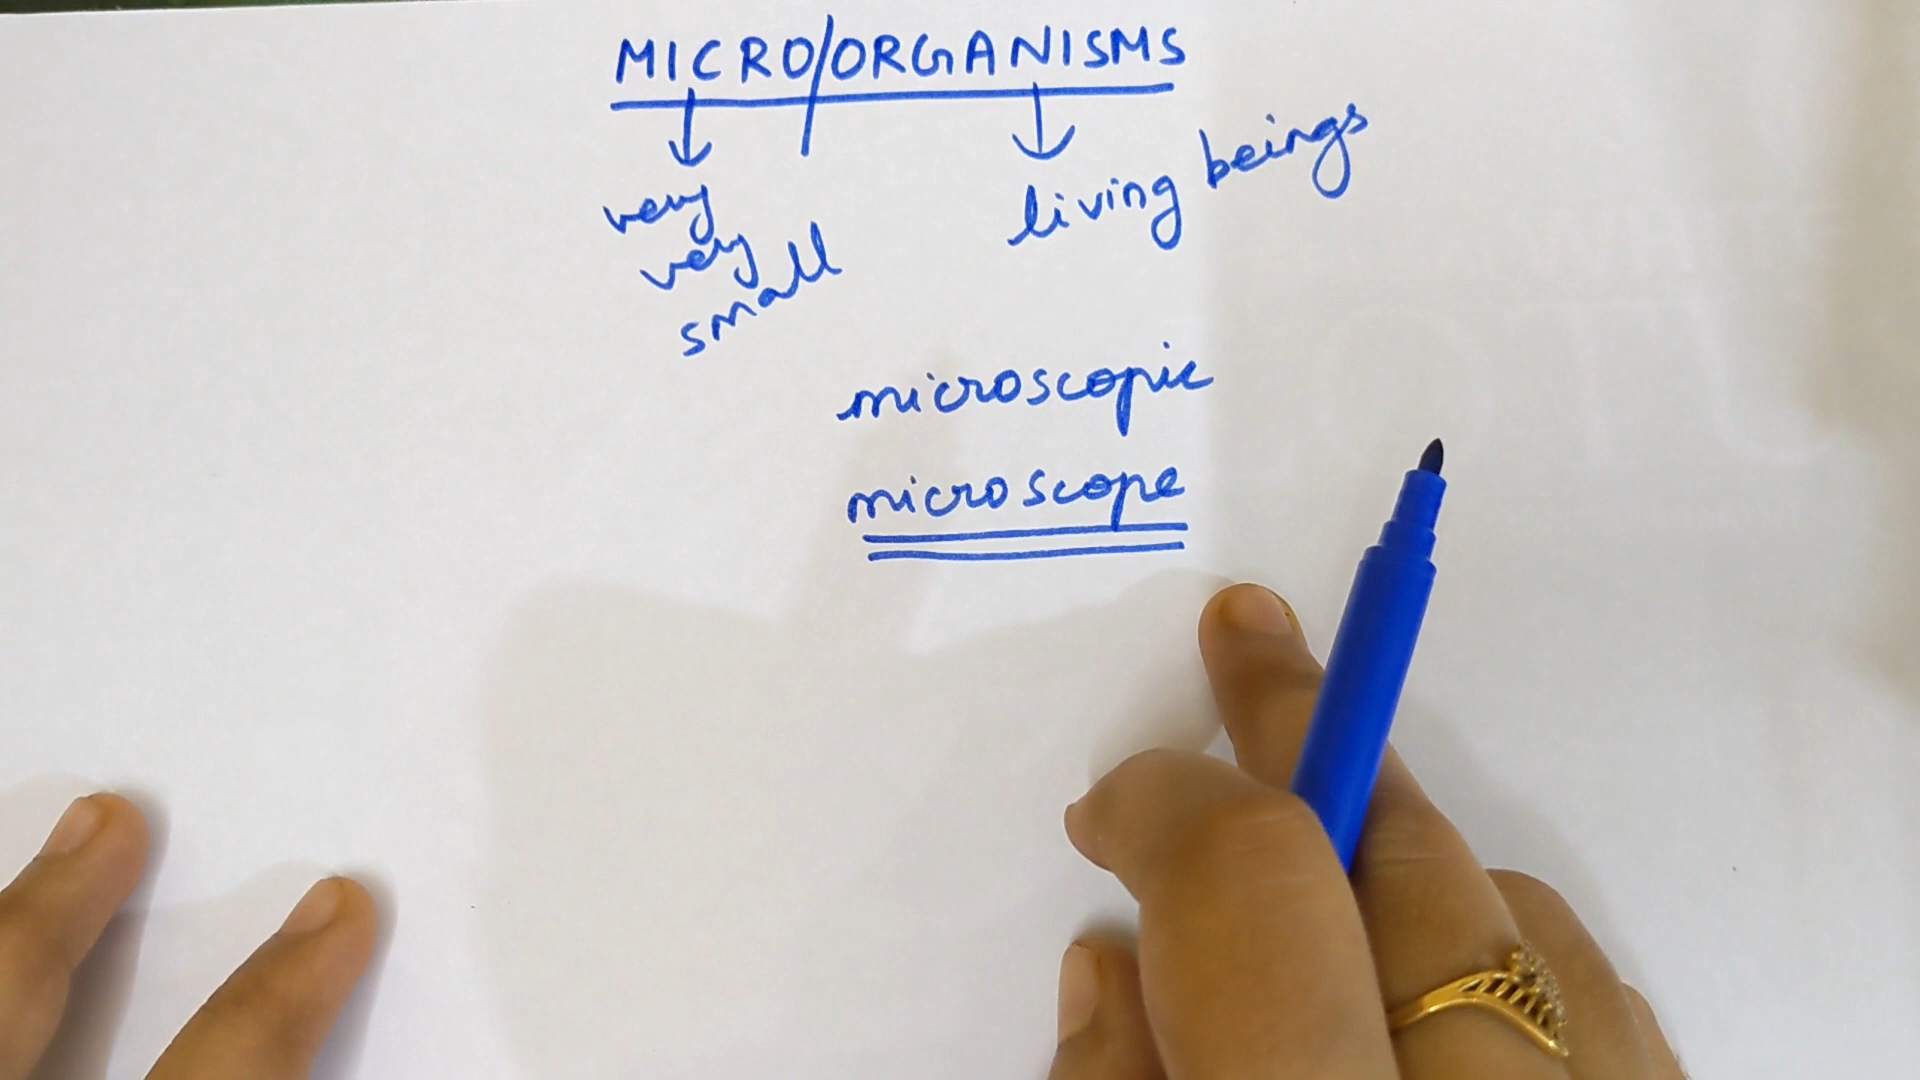 MICRO/ORGANISMS
very
very
small
living beings
microscopic
microscope